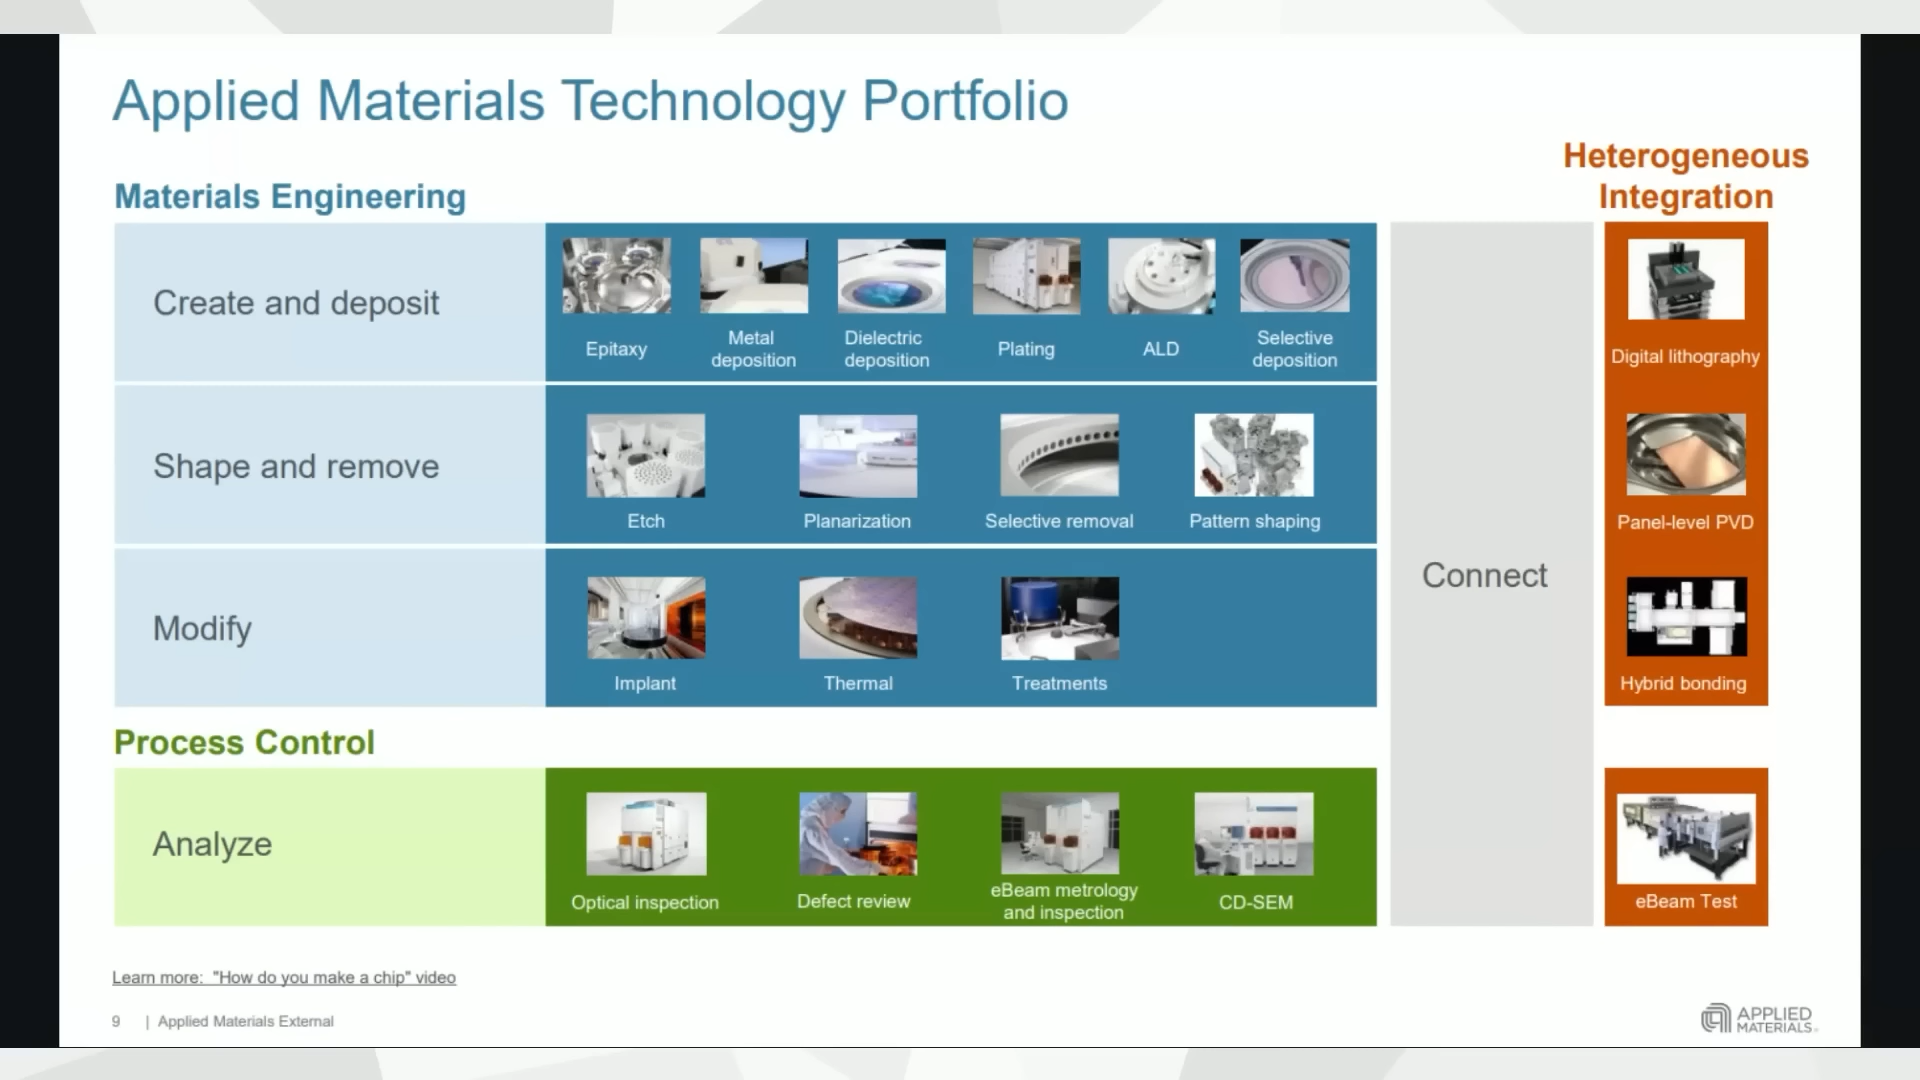 Applied Materials Technology Portfolio
Heterogeneous
Integration
Materials Engineering
Create and deposit
Epitaxy
Metal
deposition
Dielectric
deposition
Plating
ALD
Selective
deposition
Digital lithography
Shape and remove
Etch
Planarization
Selective removal
Pattern shaping
Panel-level PVD
Connect
Modify
Implant
Thermal
Treatments
Hybrid bonding
Process Control
Analyze
Optical inspection
Defect review
eBeam metrology
and inspection
CD-SEM
eBeam Test
Learn more: "How do you make a chip" video
9 | Applied Materials External
APPLIED
MATERIALS